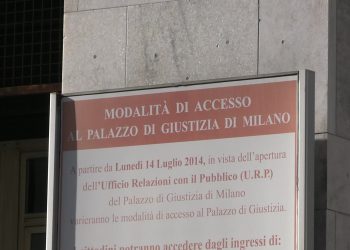 MODALITÀ DI ACCESSO
AL PALAZZO DI GIUSTIZIA DI MILANO
A partire da Lunedì 14 Luglio 2014, in vista dell'apertura
dell'Ufficio Relazioni con il Pubblico (U.R.P.)
del Palazzo di Giustizia di Milano
varieranno le modalità di accesso al Palazzo di Giustizia.
cittadini potranno accedere dagli ingressi di: